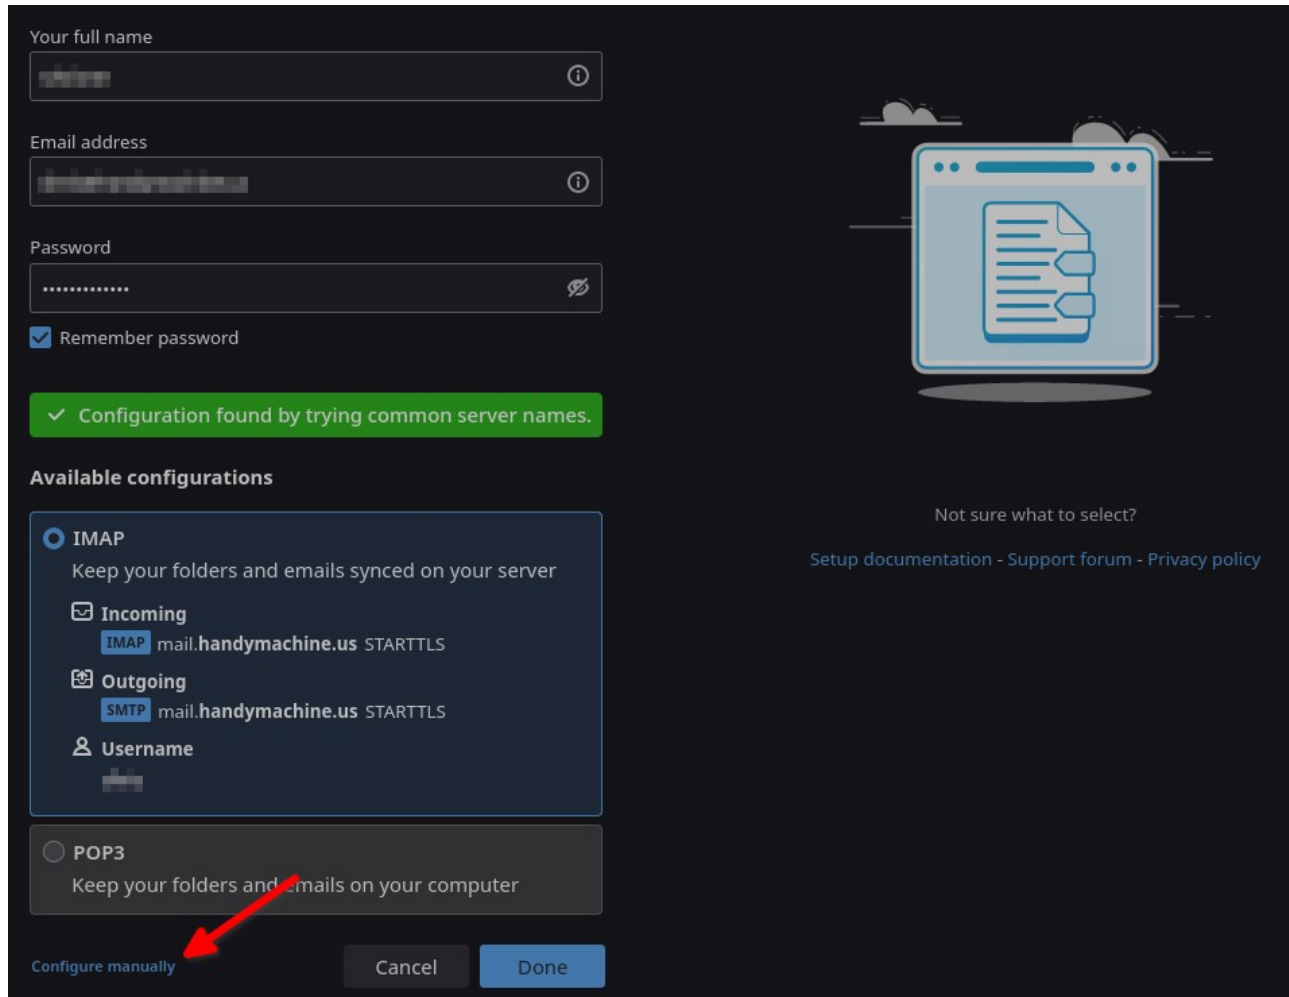 Your full name
Email address
Password
•••••••••••••
Remember password
Configuration found by trying common server names.
Available configurations
IMAP
Keep your folders and emails synced on your server
Incoming
IMAP mail.handymachine.us STARTTLS
Outgoing
SMTP mail.handymachine.us STARTTLS
Username
POP3
Keep your folders and emails on your computer
Configure manually
Cancel
Done
Not sure what to select?
Setup documentation - Support forum - Privacy policy